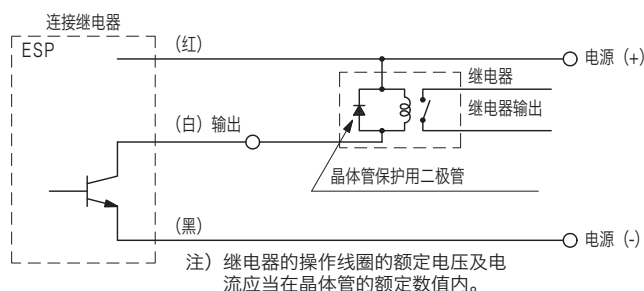 连接继电器
ESP
（红）
电源（+）
继电器
继电器输出
（白）输出
晶体管保护用二极管
（黑）
电源（-）
注）继电器的操作线圈的额定电压及电
流应当在晶体管的额定数值内。